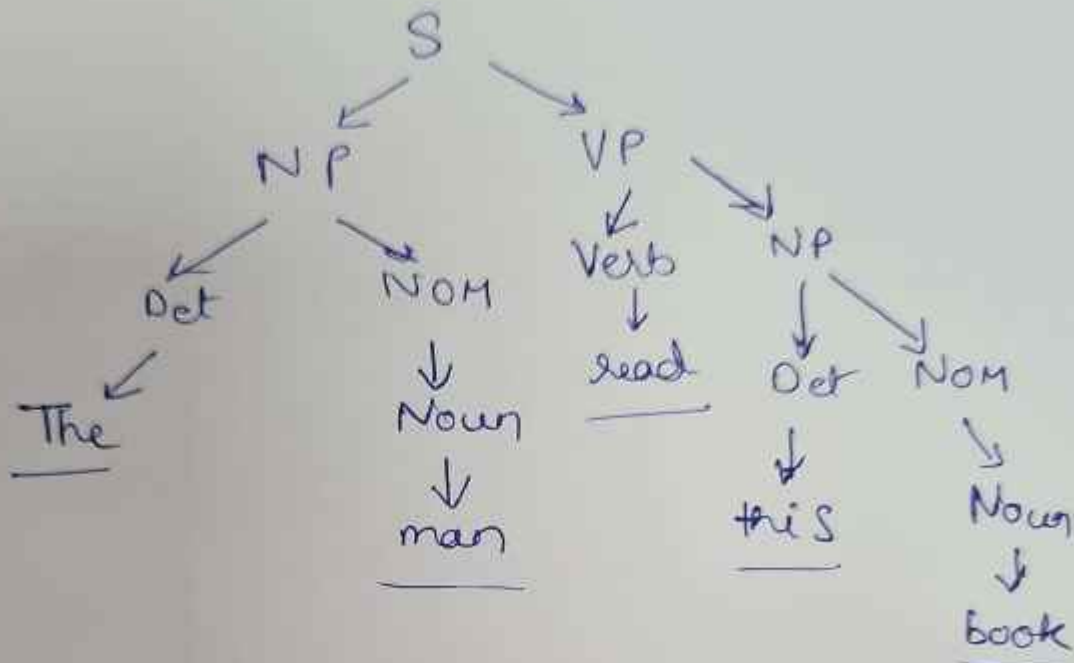 S
NP VP
Det NOM Verb NP
The Noun read Det NOM
man this Noun
book